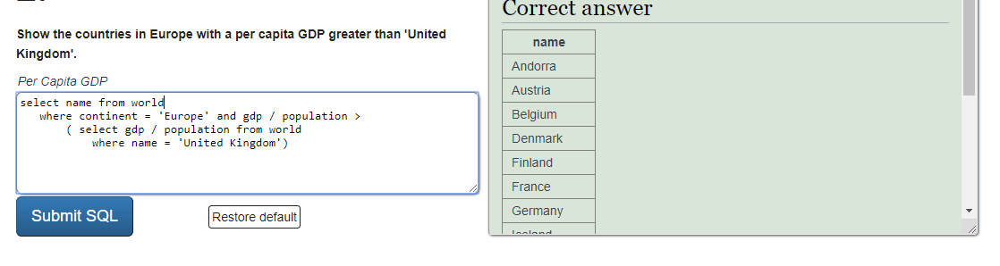 Show the countries in Europe with a per capita GDP greater than 'United
Kingdom'.
Per Capita GDP
select name from world
where continent = 'Europe' and gdp / population >
( select gdp / population from world
where name = 'United Kingdom')
Submit SQL
Restore default
Correct answer
name
Andorra
Austria
Belgium
Denmark
Finland
France
Germany